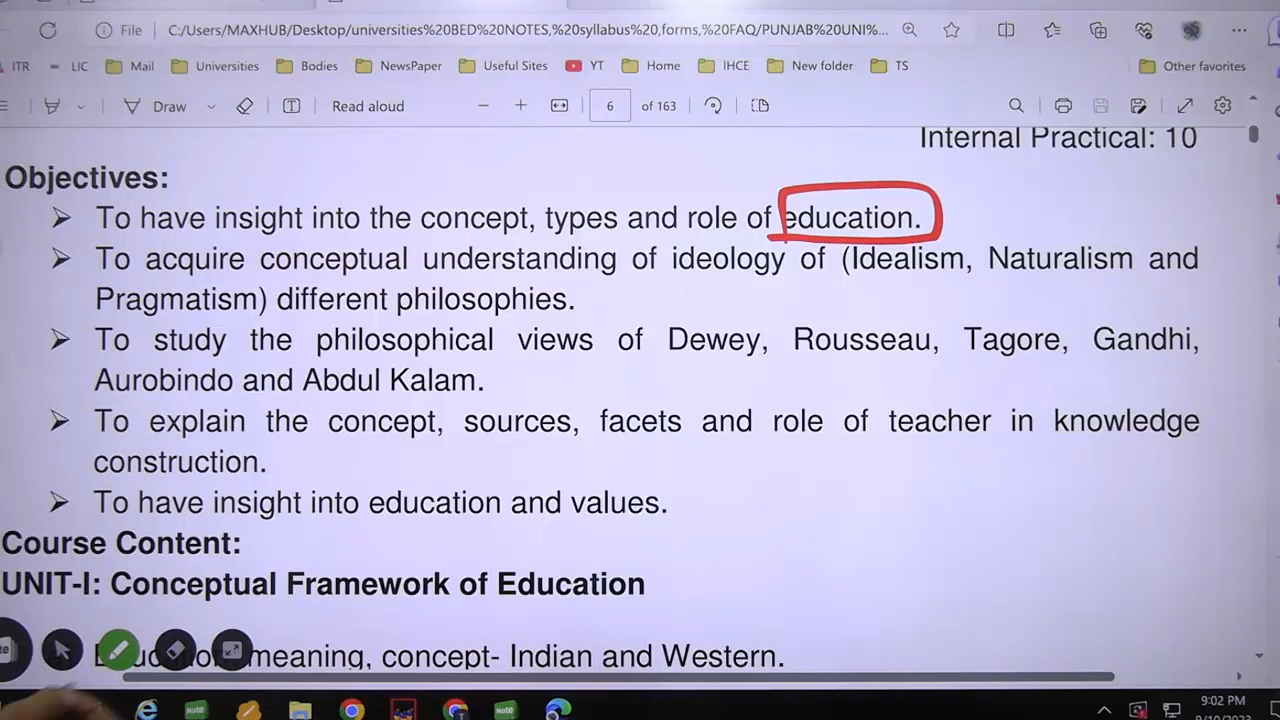 File C:/Users/MAXHUB/Desktop/universities%20BED%20NOTES,%20syllabus%20,forms,%20FAQ/PUNJAB%20UNI%...
ITR LIC Mail Universities Bodies NewsPaper Useful Sites YT Home IHCE New folder TS Other favorites
Draw Read aloud 6 of 163
Internal Practical: 10
Objectives:
➢ To have insight into the concept, types and role of education.
➢ To acquire conceptual understanding of ideology of (Idealism, Naturalism and
Pragmatism) different philosophies.
➢ To study the philosophical views of Dewey, Rousseau, Tagore, Gandhi,
Aurobindo and Abdul Kalam.
➢ To explain the concept, sources, facets and role of teacher in knowledge
construction.
➢ To have insight into education and values.
Course Content:
UNIT-I: Conceptual Framework of Education
meaning, concept- Indian and Western.
Note Note
9:02 PM